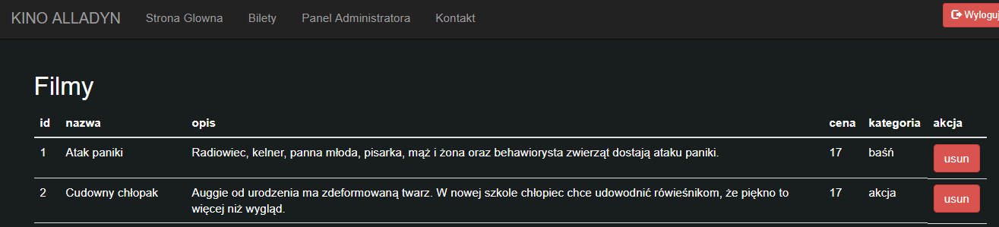 KINO ALLADYN Strona Glowna Bilety Panel Administratora Kontakt Wyloguj
Filmy
id nazwa opis cena kategoria akcja
1 Atak paniki Radiowiec, kelner, panna młoda, pisarka, mąż i żona oraz behawiorysta zwierząt dostają ataku paniki. 17 baśń usun
2 Cudowny chłopak Auggie od urodzenia ma zdeformowaną twarz. W nowej szkole chłopiec chce udowodnić rówieśnikom, że piękno to 17 akcja usun
więcej niż wygląd.